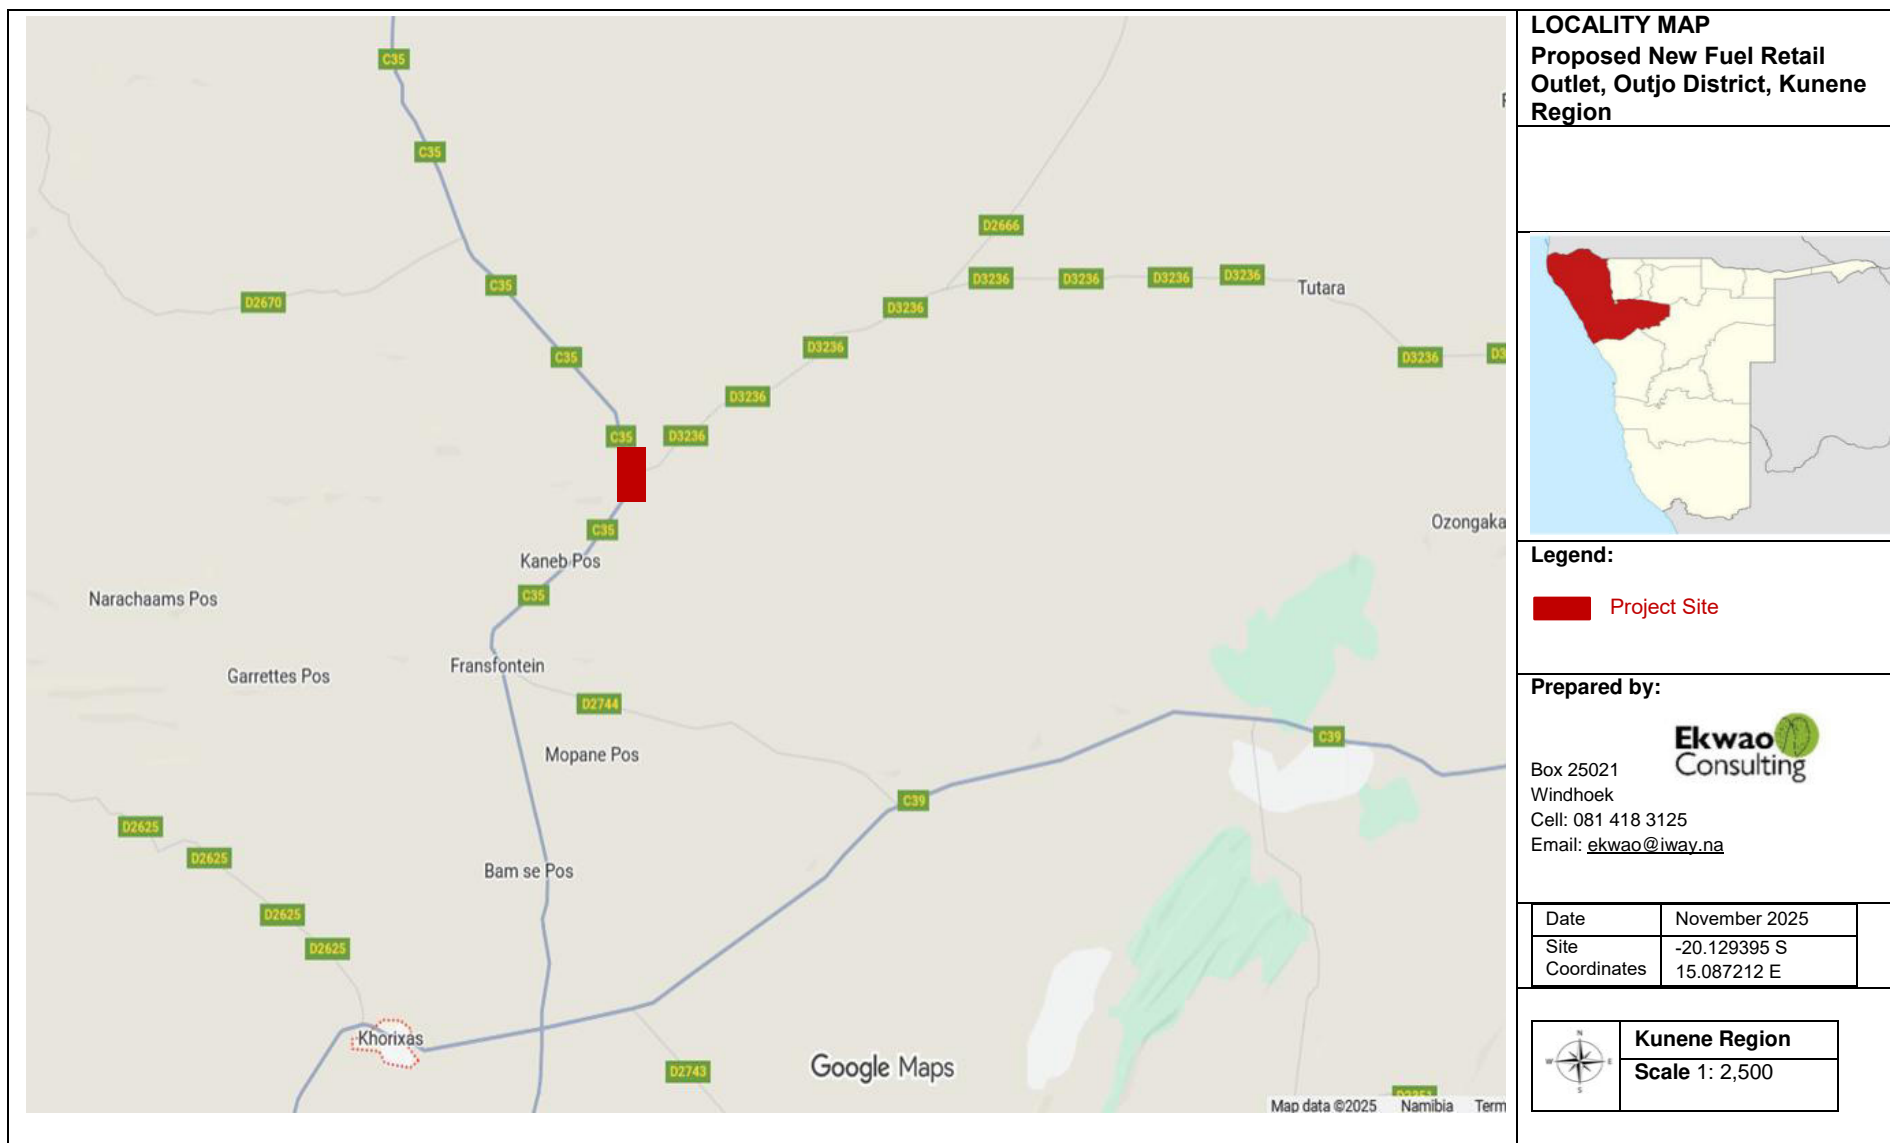 C35
C35
D2666
C35
D3236
D3236
D3236
D3236
Tutara
D2670
D3236
C35
D3236
D3236
D3236
C35
D3236
C35
Ozongaka
Kaneb Pos
C35
Narachaams Pos
Fransfontein
Garrettes Pos
D2744
C39
Mopane Pos
C39
D2625
D2625
Bam se Pos
D2625
D2625
Khorixas
D2743
Google Maps
Map data ©2025 Namibia Term
LOCALITY MAP
Proposed New Fuel Retail
Outlet, Outjo District, Kunene
Region
Legend:
Project Site
Prepared by:
Ekwao
Consulting
Box 25021
Windhoek
Cell: 081 418 3125
Email: ekwao@iway.na
Date November 2025
Site -20.129395 S
Coordinates 15.087212 E
N
W E
S
Kunene Region
Scale 1: 2,500